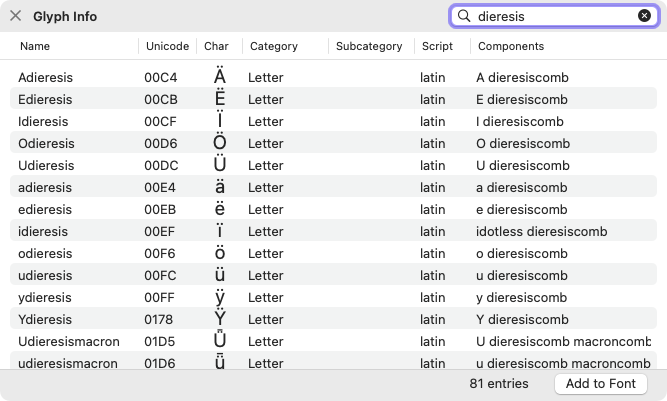 Glyph Info
dieresis
Name Unicode Char Category Subcategory Script Components
Adieresis 00C4 Ä Letter latin A dieresiscomb
Edieresis 00CB Ë Letter latin E dieresiscomb
Idieresis 00CF Ï Letter latin I dieresiscomb
Odieresis 00D6 Ö Letter latin O dieresiscomb
Udieresis 00DC Ü Letter latin U dieresiscomb
adieresis 00E4 ä Letter latin a dieresiscomb
edieresis 00EB ë Letter latin e dieresiscomb
idieresis 00EF ï Letter latin idotless dieresiscomb
odieresis 00F6 ö Letter latin o dieresiscomb
udieresis 00FC ü Letter latin u dieresiscomb
ydieresis 00FF ÿ Letter latin y dieresiscomb
Ydieresis 0178 Ÿ Letter latin Y dieresiscomb
Udieresismacron 01D5 Ǖ Letter latin U dieresiscomb macroncomb
udieresismacron 01D6 ǖ Letter latin u dieresiscomb macroncomb
81 entries Add to Font